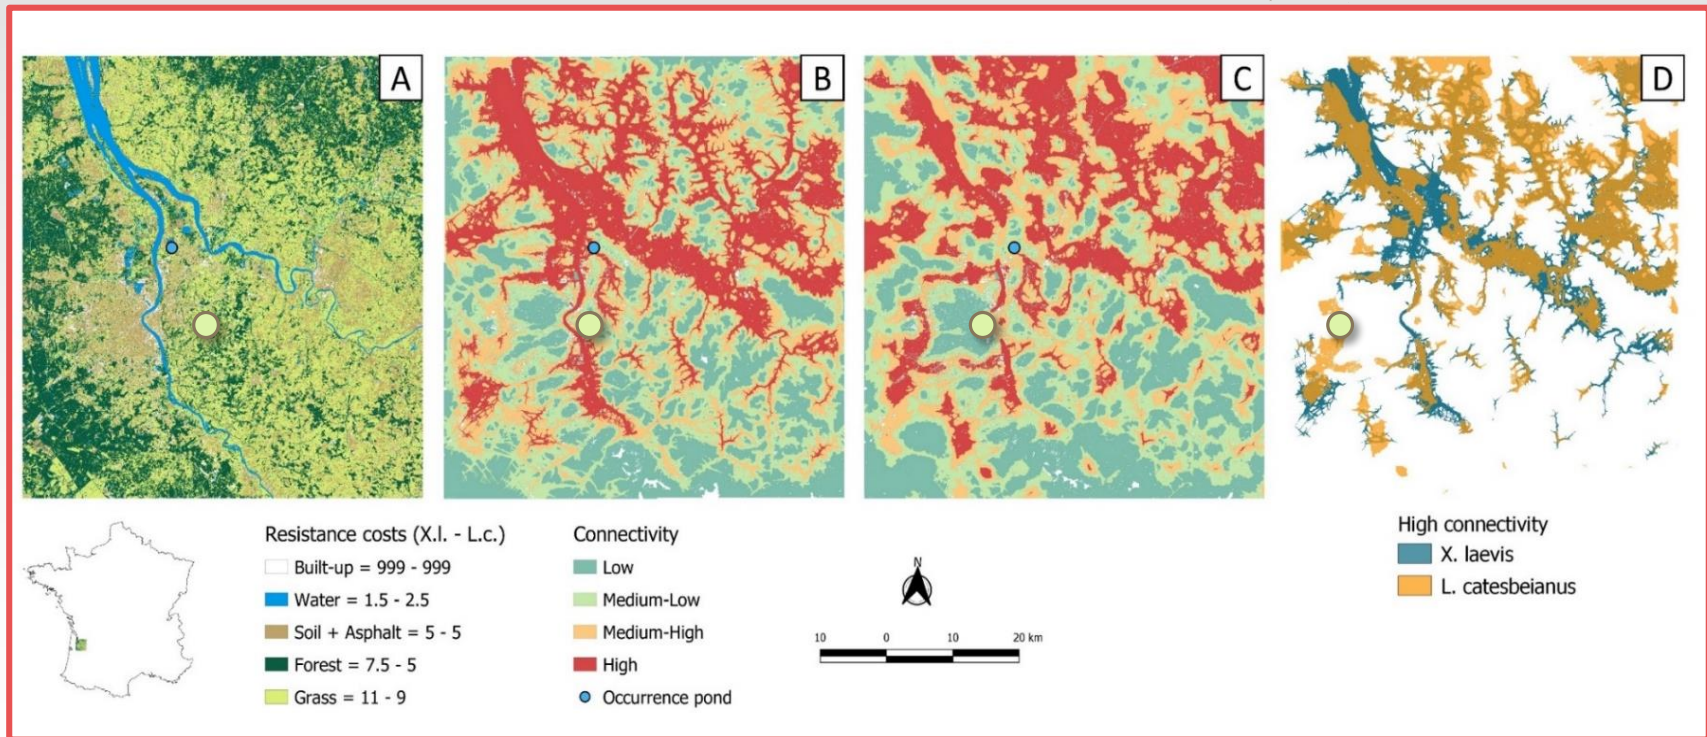 A
B
C
D
Resistance costs (X.l. - L.c.)
Built-up = 999 - 999
Water = 1.5 - 2.5
Soil + Asphalt = 5 - 5
Forest = 7.5 - 5
Grass = 11 - 9
Connectivity
Low
Medium-Low
Medium-High
High
Occurrence pond
N
10 0 10 20 km
High connectivity
X. laevis
L. catesbeianus